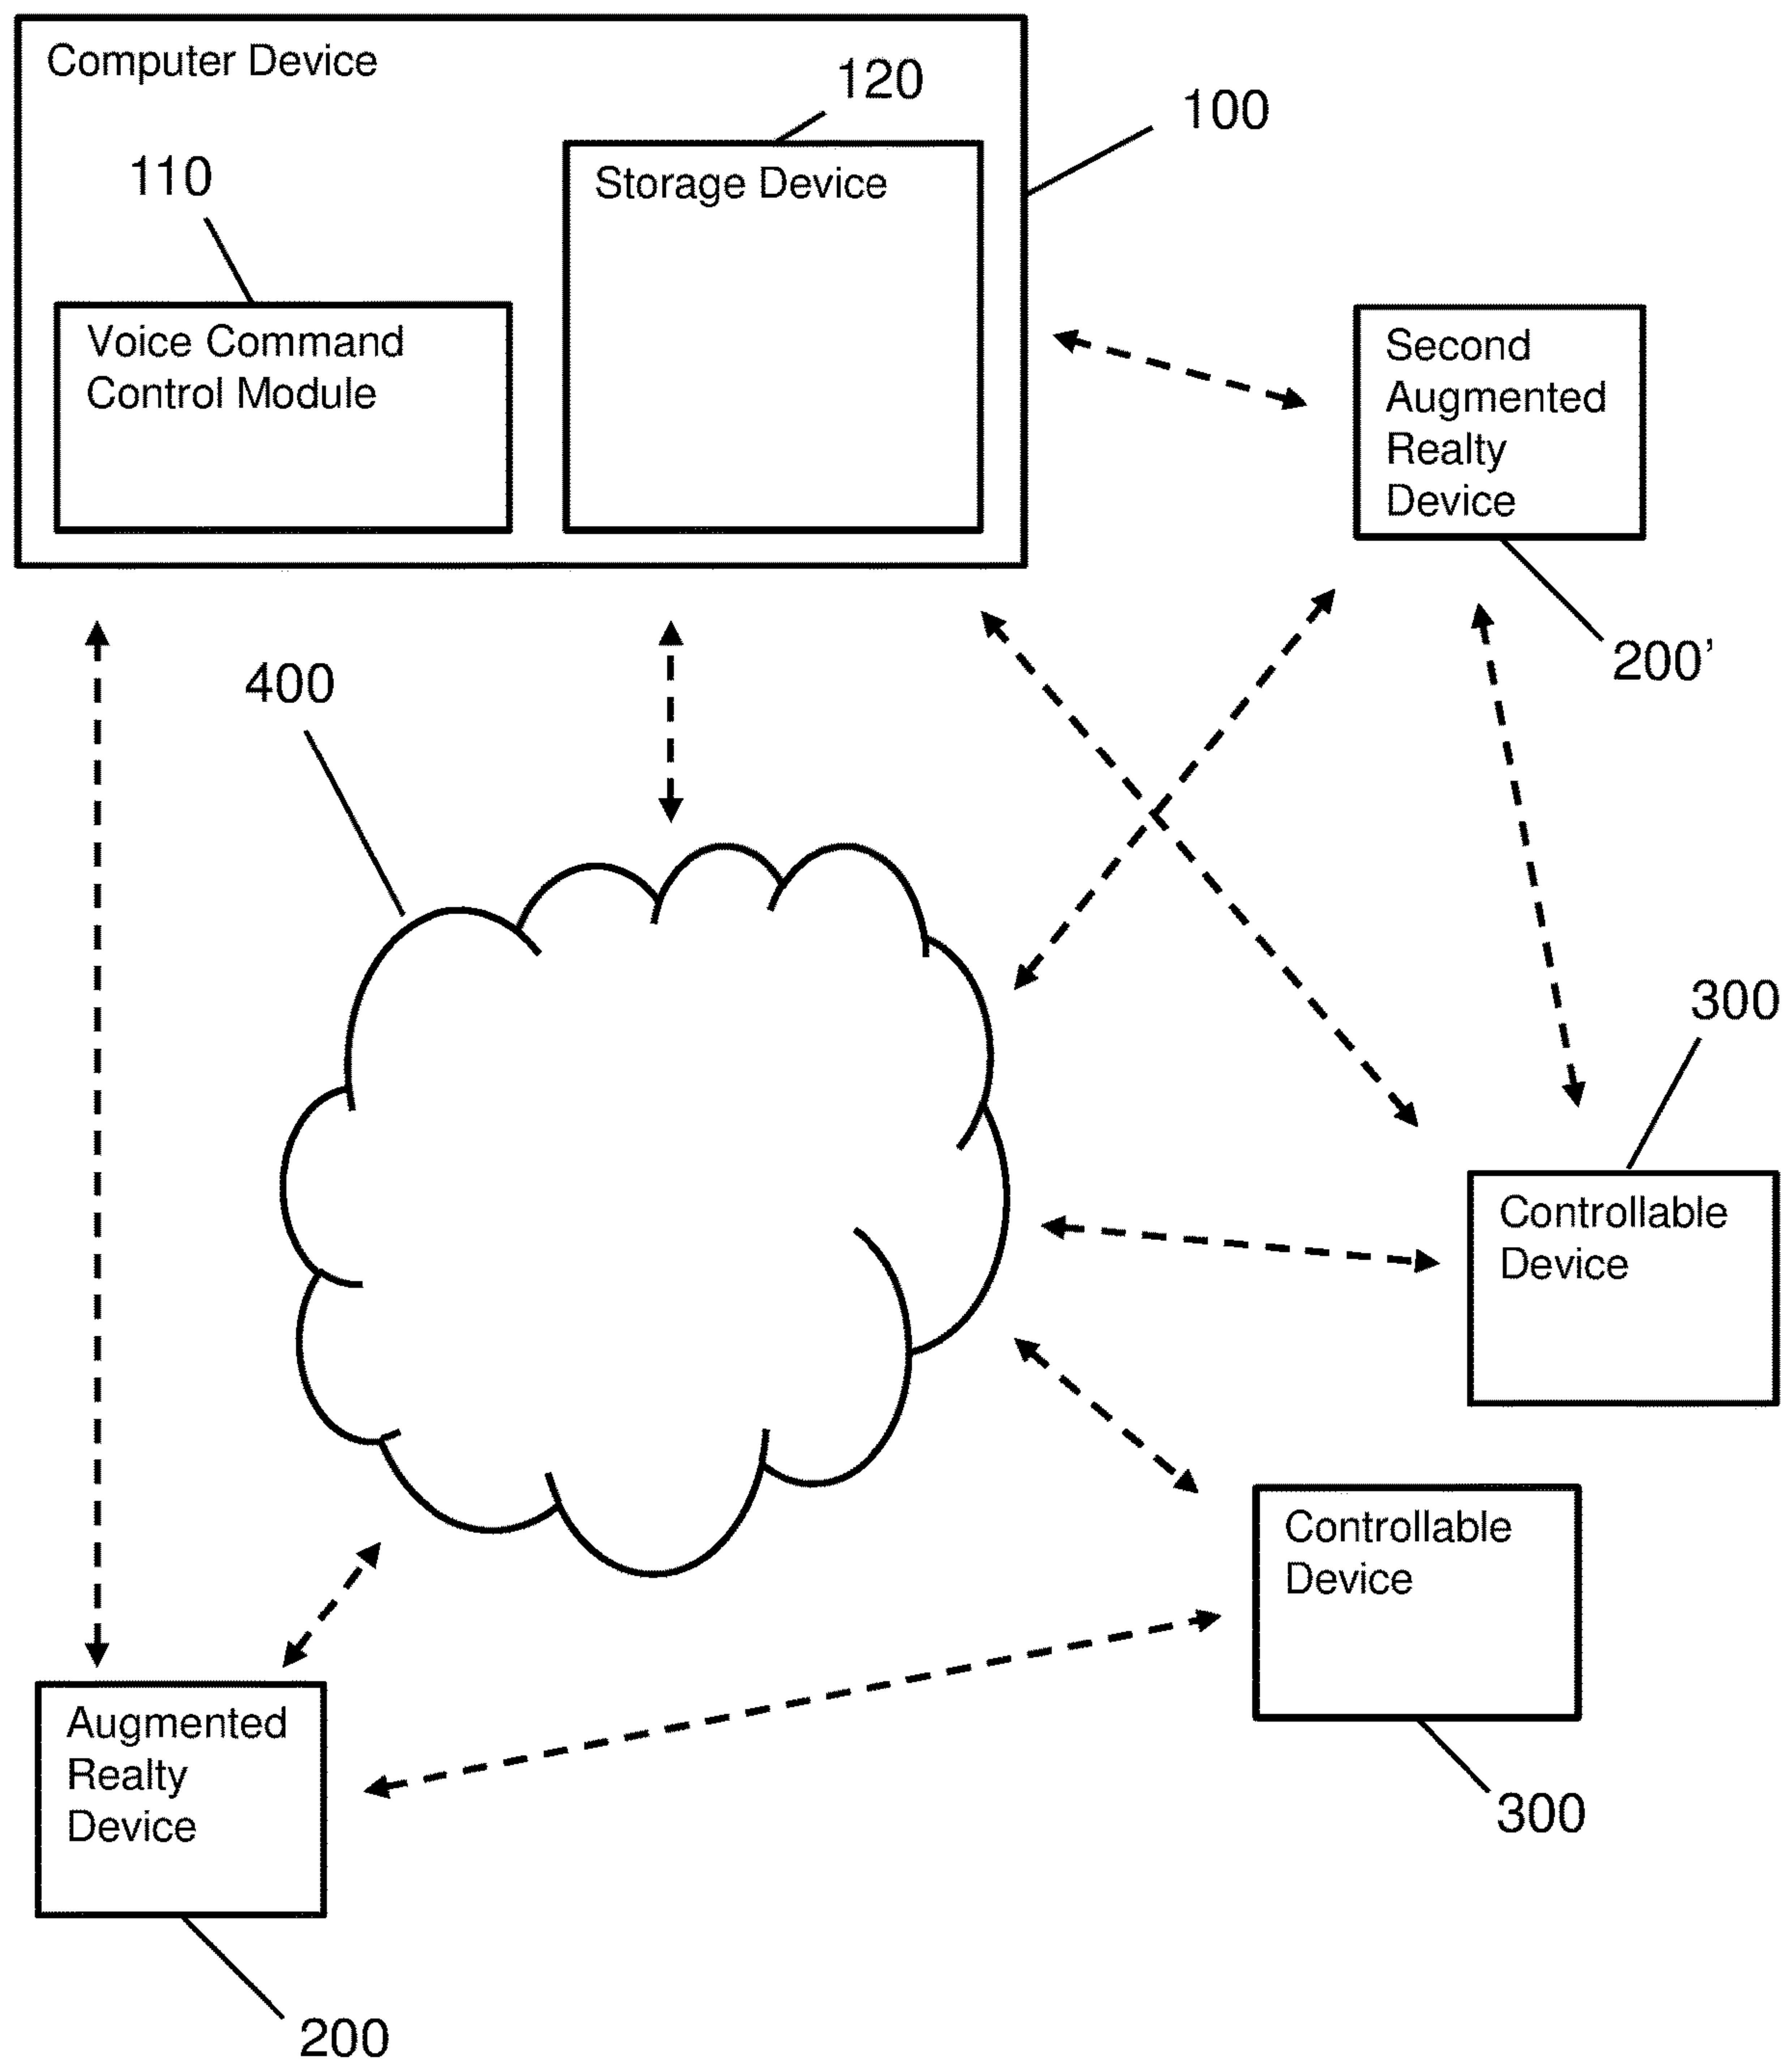 Computer Device
120
100
110
Storage Device
Voice Command
Control Module
Second
Augmented
Realty
Device
200’
400
300
Controllable
Device
Controllable
Device
300
Augmented
Realty
Device
200